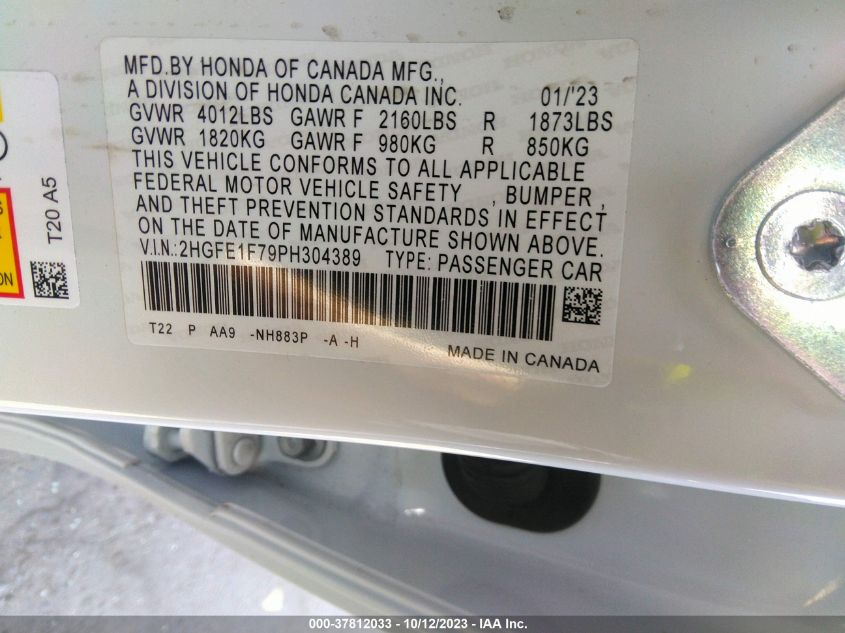 MFD.BY HONDA OF CANADA MFG.,
A DIVISION OF HONDA CANADA INC. 01/'23
GVWR 4012LBS GAWR F 2160LBS R 1873LBS
GVWR 1820KG GAWR F 980KG R 850KG
THIS VEHICLE CONFORMS TO ALL APPLICABLE
FEDERAL MOTOR VEHICLE SAFETY , BUMPER ,
AND THEFT PREVENTION STANDARDS IN EFFECT
ON THE DATE OF MANUFACTURE SHOWN ABOVE.
V.I.N.:2HGFE1F79PH304389 TYPE: PASSENGER CAR
T22 P AA9 -NH883P -A -H
MADE IN CANADA
T20 A5
000-37812033 - 10/12/2023 - IAA Inc.